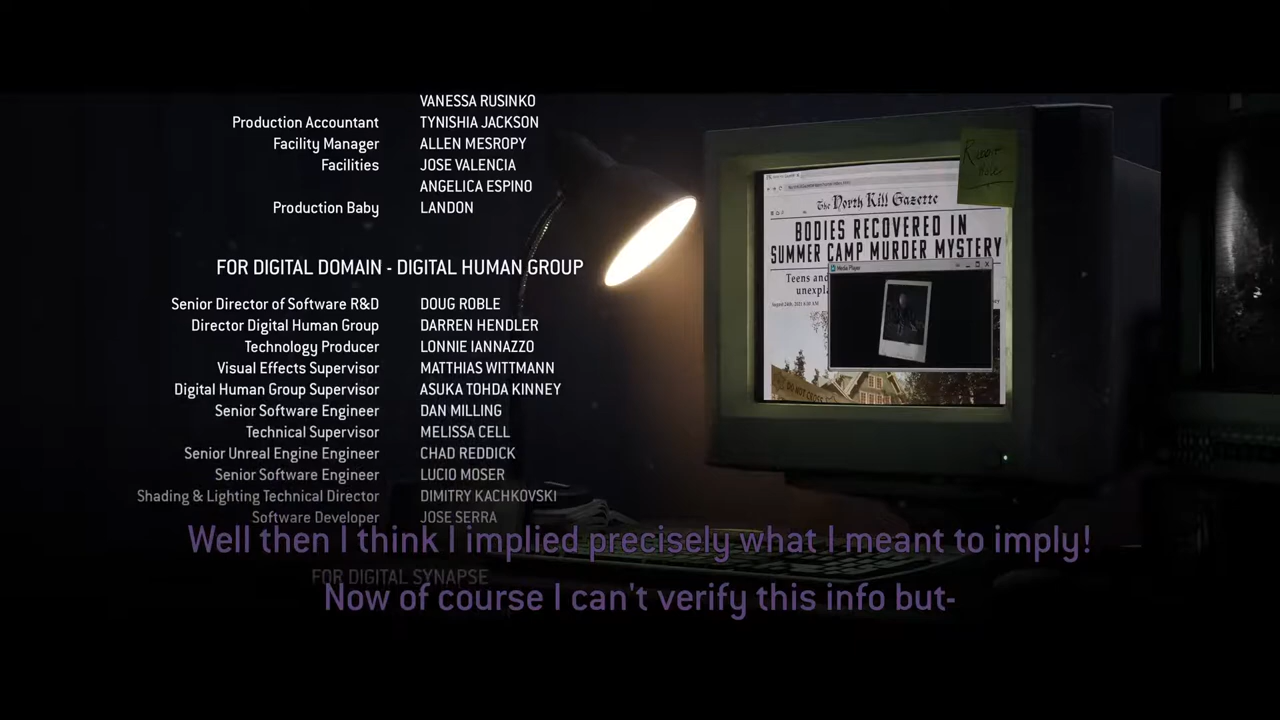 VANESSA RUSINKO
Production Accountant TYNISHIA JACKSON
Facility Manager ALLEN MESROPY
Facilities JOSE VALENCIA
ANGELICA ESPINO
Production Baby LANDON
FOR DIGITAL DOMAIN - DIGITAL HUMAN GROUP
Senior Director of Software R&D DOUG ROBLE
Director Digital Human Group DARREN HENDLER
Technology Producer LONNIE IANNAZZO
Visual Effects Supervisor MATTHIAS WITTMANN
Digital Human Group Supervisor ASUKA TOHDA KINNEY
Senior Software Engineer DAN MILLING
Technical Supervisor MELISSA CELL
Senior Unreal Engine Engineer CHAD REDDICK
Senior Software Engineer LUCIO MOSER
Shading & Lighting Technical Director DIMITRY KACHKOVSKI
Software Developer JOSE SERRA
FOR DIGITAL SYNAPSE
The North Kill Gazette
BODIES RECOVERED IN
SUMMER CAMP MURDER MYSTERY
Teens and
unexpl
Media Player
DO NOT CROSS
Well then I think I implied precisely what I meant to imply!
Now of course I can't verify this info but-